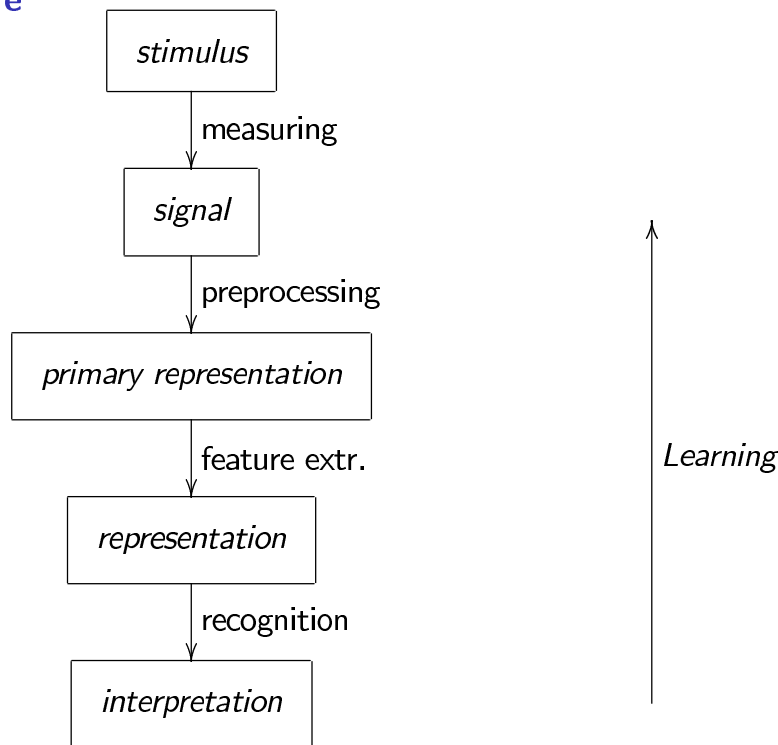 e
stimulus
measuring
signal
preprocessing
primary representation
feature extr.
Learning
representation
recognition
interpretation